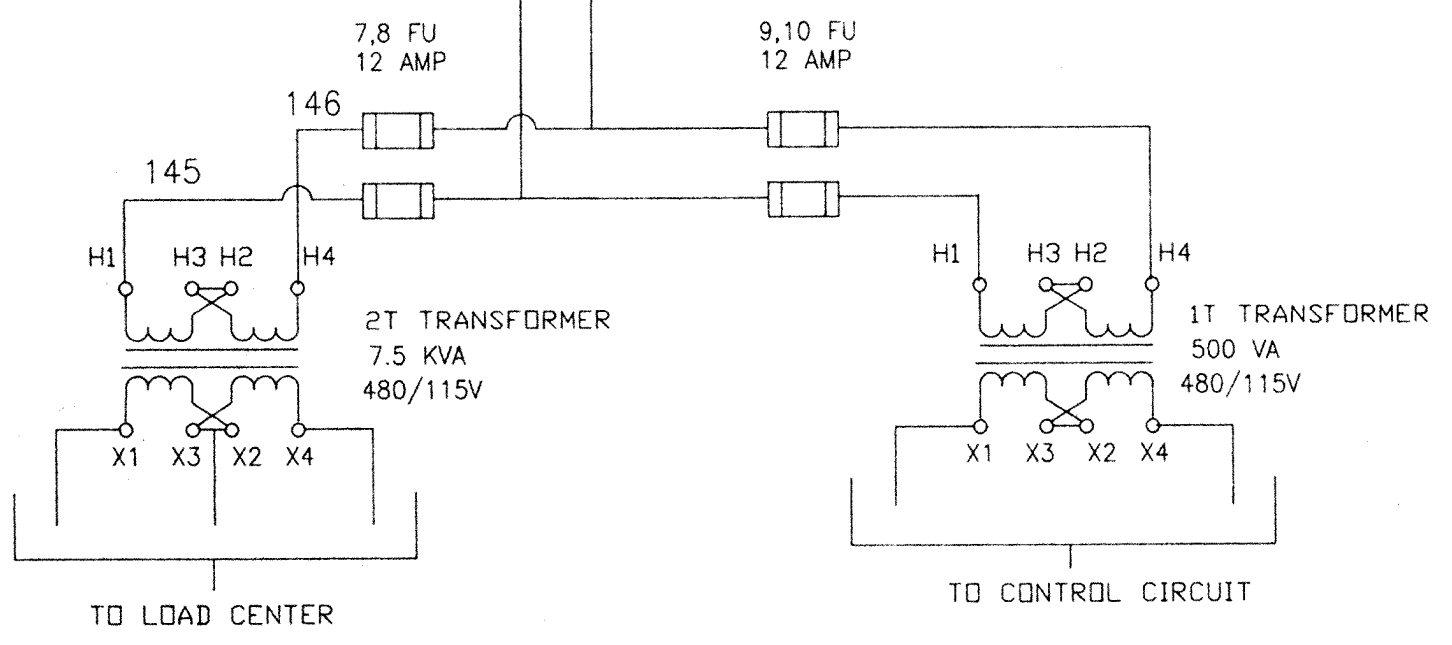 7,8 FU
12 AMP
9,10 FU
12 AMP
146
145
H1 H3 H2 H4
H1 H3 H2 H4
2T TRANSFORMER
7.5 KVA
480/115V
1T TRANSFORMER
500 VA
480/115V
X1 X3 X2 X4
X1 X3 X2 X4
TO LOAD CENTER
TO CONTROL CIRCUIT